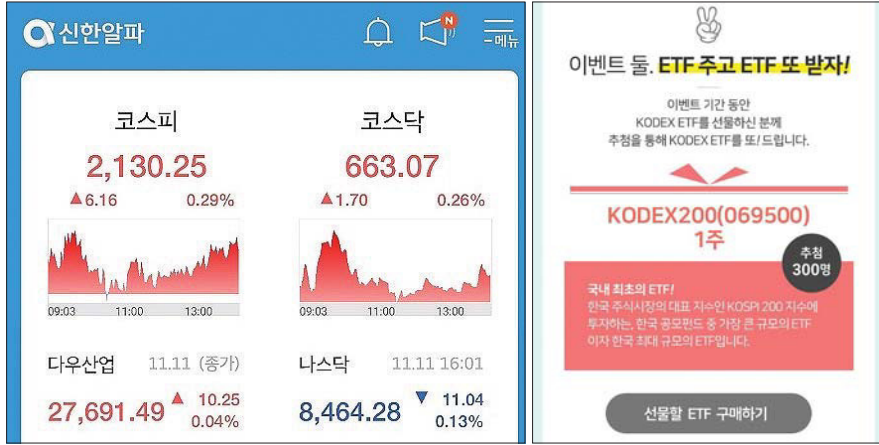 신한알파
N
메뉴
코스피
코스닥
2,130.25
663.07
▲6.16 0.29%
▲1.70 0.26%
09:03 11:00 13:00
09:03 11:00 13:00
다우산업 11.11 (종가)
나스닥 11.11 16:01
27,691.49 ▲ 10.25
0.04%
8,464.28 ▼ 11.04
0.13%
이벤트 둘. ETF 주고 ETF 또 받자!
이벤트 기간 동안
KODEX ETF를 선물하신 분께
추첨을 통해 KODEX ETF를 또! 드립니다.
KODEX200(069500)
1주
추첨
300명
국내 최초의 ETF!
한국 주식시장의 대표 지수인 KOSPI 200 지수에
투자하는, 한국 공모펀드 중 가장 큰 규모의 ETF
이자 한국 최대 규모의 ETF입니다.
선물할 ETF 구매하기